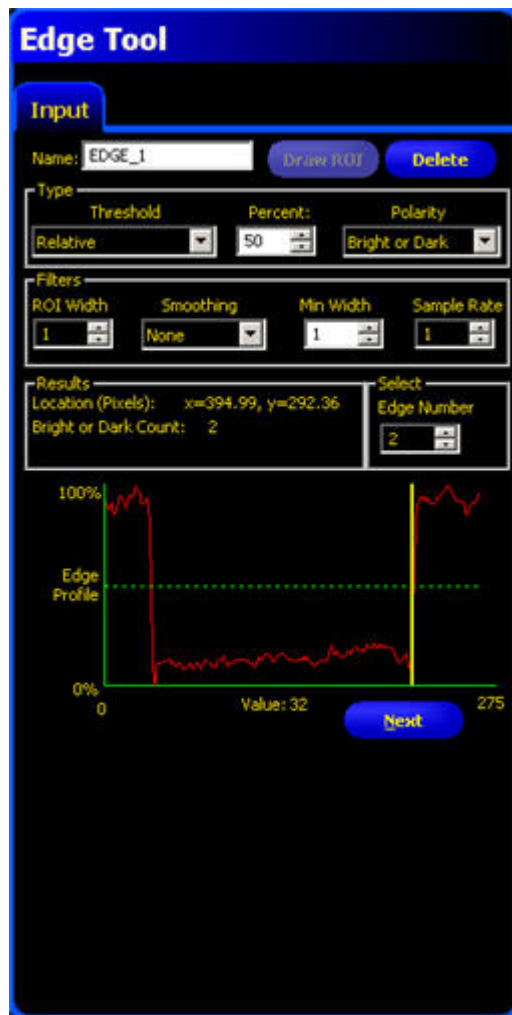 Edge Tool
Input
Name: EDGE_1 Draw ROI Delete
Type
Threshold Percent: Polarity
Relative 50 Bright or Dark
Filters
ROI Width Smoothing Min Width Sample Rate
1 None 1 1
Results
Location (Pixels): x=394.99, y=292.36
Bright or Dark Count: 2
Select
Edge Number
2
100%
Edge
Profile
0%
0 Value: 32 275
Next